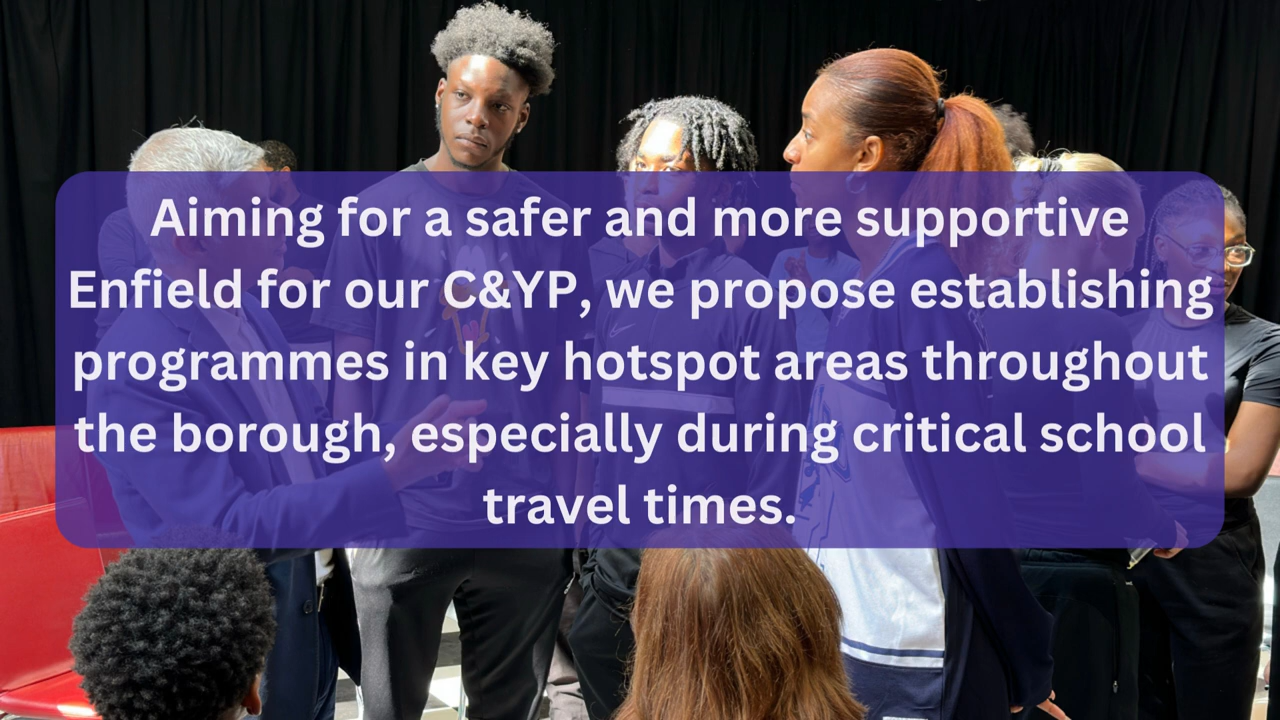 Aiming for a safer and more supportive
Enfield for our C&YP, we propose establishing
programmes in key hotspot areas throughout
the borough, especially during critical school
travel times.